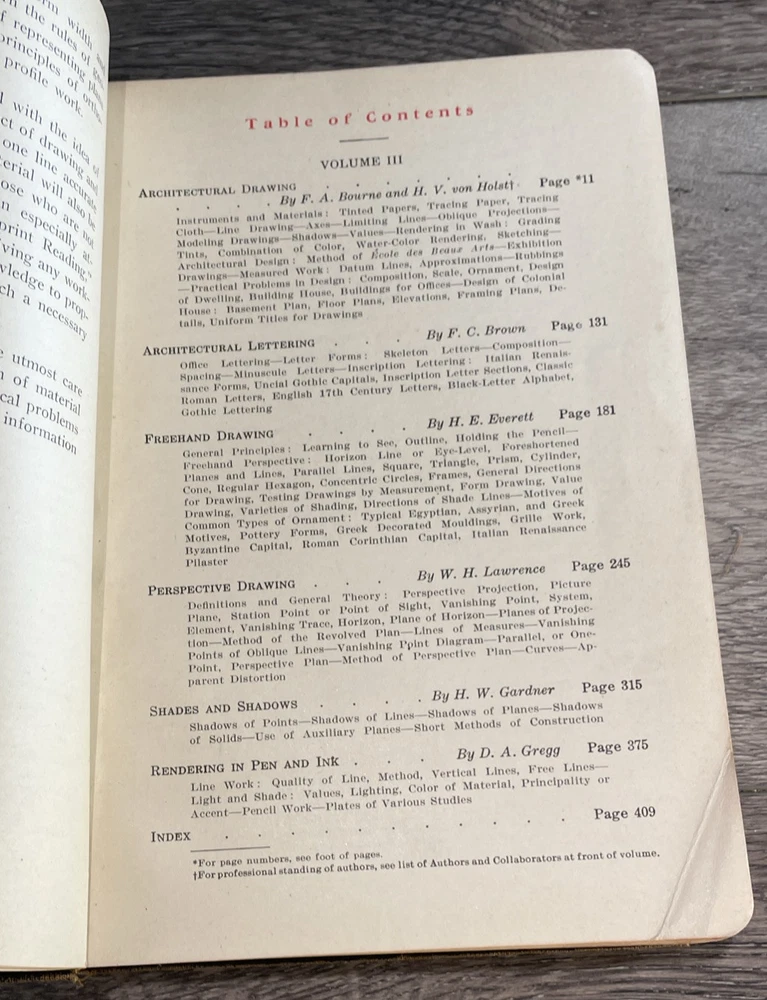 width
the rules of
f representing
principles of
profile work.
with the idea of
ct of drawing and
one line accurate
terial will also be
ose who are not
n especially
print Reading,"
ving any work-
wledge to prop-
ch a necessary
utmost care
n of material
cal problems
information
Table of Contents
VOLUME III
ARCHITECTURAL DRAWING . . . . .
. . . . By F. A. Bourne and H. V. von Holst† Page *11
Instruments and Materials: Tinted Papers, Tracing Paper, Tracing
Cloth—Line Drawing—Axes—Limiting Lines—Oblique Projections—
Modeling Drawings—Shadows—Values—Rendering in Wash: Grading
Tints, Combination of Color, Water-Color Rendering, Sketching—
Architectural Design: Method of École des Beaux Arts—Exhibition
Drawings—Measured Work: Datum Lines, Approximations—Rubbings
—Practical Problems in Design: Composition, Scale, Ornament, Design
of Dwelling, Building House, Buildings for Offices—Design of Colonial
House: Basement Plan, Floor Plans, Elevations, Framing Plans, De-
tails, Uniform Titles for Drawings
ARCHITECTURAL LETTERING . . . . By F. C. Brown Page 131
Office Lettering—Letter Forms: Skeleton Letters—Composition—
Spacing—Minuscule Letters—Inscription Lettering: Italian Renais-
sance Forms, Uncial Gothic Capitals, Inscription Letter Sections, Classic
Roman Letters, English 17th Century Letters, Black-Letter Alphabet,
Gothic Lettering
FREEHAND DRAWING . . . . By H. E. Everett Page 181
General Principles: Learning to See, Outline, Holding the Pencil—
Freehand Perspective: Horizon Line or Eye-Level, Foreshortened
Planes and Lines, Parallel Lines, Square, Triangle, Prism, Cylinder,
Cone, Regular Hexagon, Concentric Circles, Frames, General Directions
for Drawing, Testing Drawings by Measurement, Form Drawing, Value
Drawing, Varieties of Shading, Directions of Shade Lines—Motives of
Common Types of Ornament: Typical Egyptian, Assyrian, and Greek
Motives, Pottery Forms, Greek Decorated Mouldings, Grille Work,
Byzantine Capital, Roman Corinthian Capital, Italian Renaissance
Pilaster
PERSPECTIVE DRAWING . . . By W. H. Lawrence Page 245
Definitions and General Theory: Perspective Projection, Picture
Plane, Station Point or Point of Sight, Vanishing Point, System,
Element, Vanishing Trace, Horizon, Plane of Horizon—Planes of Projec-
tion—Method of the Revolved Plan—Lines of Measures—Vanishing
Points of Oblique Lines—Vanishing Point Diagram—Parallel, or One-
Point, Perspective Plan—Method of Perspective Plan—Curves—Ap-
parent Distortion
SHADES AND SHADOWS . . . . By H. W. Gardner Page 315
Shadows of Points—Shadows of Lines—Shadows of Planes—Shadows
of Solids—Use of Auxiliary Planes—Short Methods of Construction
RENDERING IN PEN AND INK . . . By D. A. Gregg Page 375
Line Work: Quality of Line, Method, Vertical Lines, Free Lines—
Light and Shade: Values, Lighting, Color of Material, Principality or
Accent—Pencil Work—Plates of Various Studies
INDEX . . . . . . . . . . . Page 409
*For page numbers, see foot of pages.
†For professional standing of authors, see list of Authors and Collaborators at front of volume.